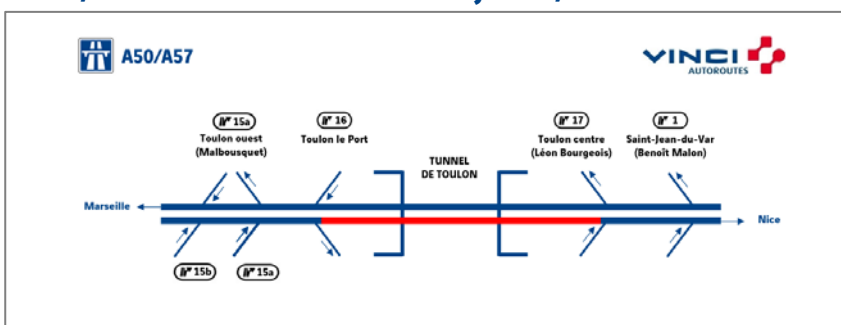 A50/A57
VINCI
AUTOROUTES
15a
16
17
1
Toulon ouest
(Malbousquet)
Toulon le Port
Toulon centre
(Léon Bourgeois)
Saint-Jean-du-Var
(Benoît Malon)
TUNNEL
DE TOULON
Marseille
Nice
15b
15a